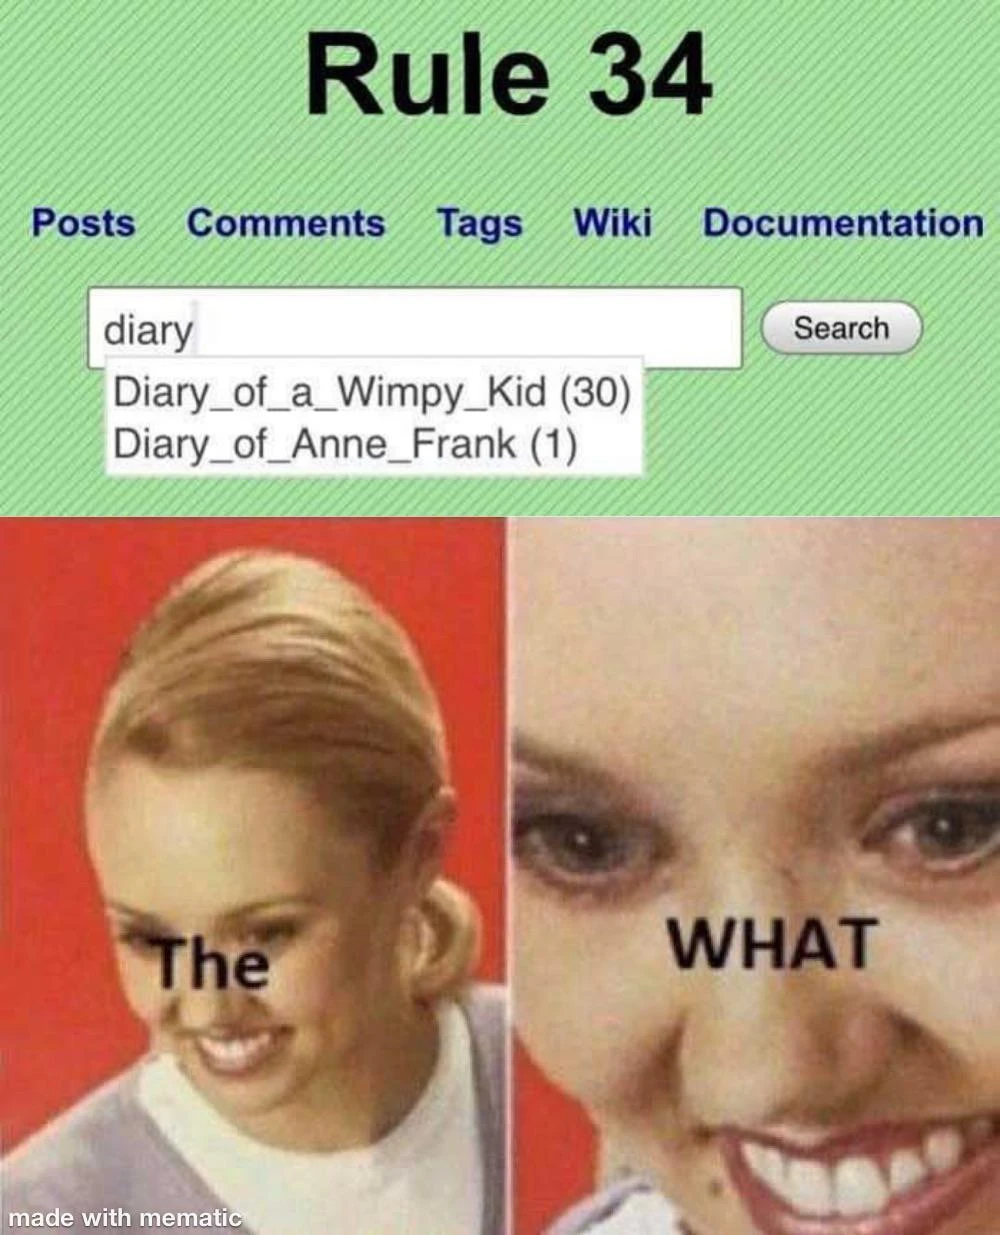 Rule 34
Posts Comments Tags Wiki Documentation
diary Search
Diary_of_a_Wimpy_Kid (30)
Diary_of_Anne_Frank (1)
The
WHAT
made with mematic